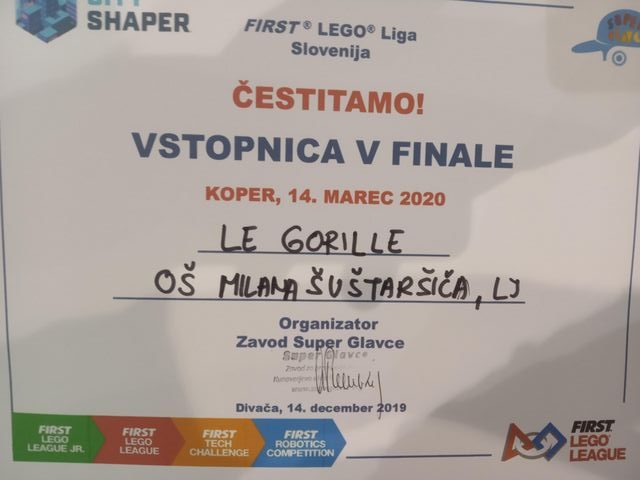 CITY
SHAPER
FIRST® LEGO® Liga
Slovenija
ČESTITAMO!
VSTOPNICA V FINALE
KOPER, 14. MAREC 2020
LE GORILLE
OŠ MILANA ŠUŠTARŠIČA, LJ
Organizator
Zavod Super Glavce
Super Glavce
Divača, 14. december 2019
FIRST
LEGO
LEAGUE JR.
FIRST
LEGO
LEAGUE
FIRST
TECH
CHALLENGE
FIRST
ROBOTICS
COMPETITION
FIRST
LEGO
LEAGUE